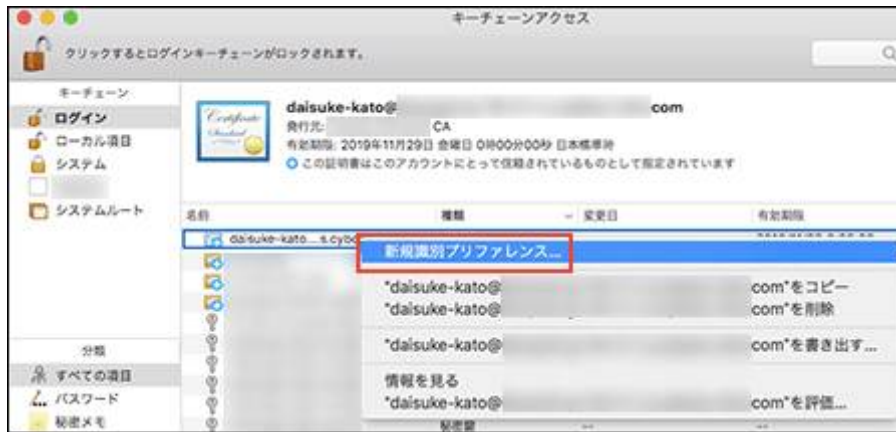 キーチェーンアクセス
クリックするとログインキーチェーンがロックされます。
キーチェーン
ログイン
ローカル項目
システム
システムルート
daisuke-kato@ com
発行元: CA
有効期限: 2019年11月29日 金曜日 0時00分00秒 日本標準時
この証明書はこのアカウントにとって信頼されているものとして指定されています
名前 種類 変更日 有効期限
daisuke-kato....s.cybo
新規識別プリファレンス...
"daisuke-kato@ com"をコピー
"daisuke-kato@ com"を削除
"daisuke-kato@ com"を書き出す...
情報を見る
"daisuke-kato@ com"を評価...
秘密鍵 -- --
分類
すべての項目
パスワード
秘密メモ